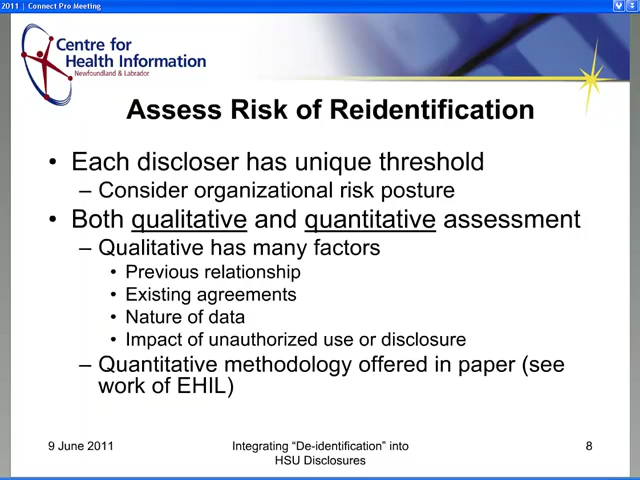 2011 | Connect Pro Meeting
Centre for
Health Information
Newfoundland & Labrador
Assess Risk of Reidentification
• Each discloser has unique threshold
– Consider organizational risk posture
• Both qualitative and quantitative assessment
– Qualitative has many factors
• Previous relationship
• Existing agreements
• Nature of data
• Impact of unauthorized use or disclosure
– Quantitative methodology offered in paper (see
work of EHIL)
9 June 2011
Integrating “De-identification” into
HSU Disclosures
8